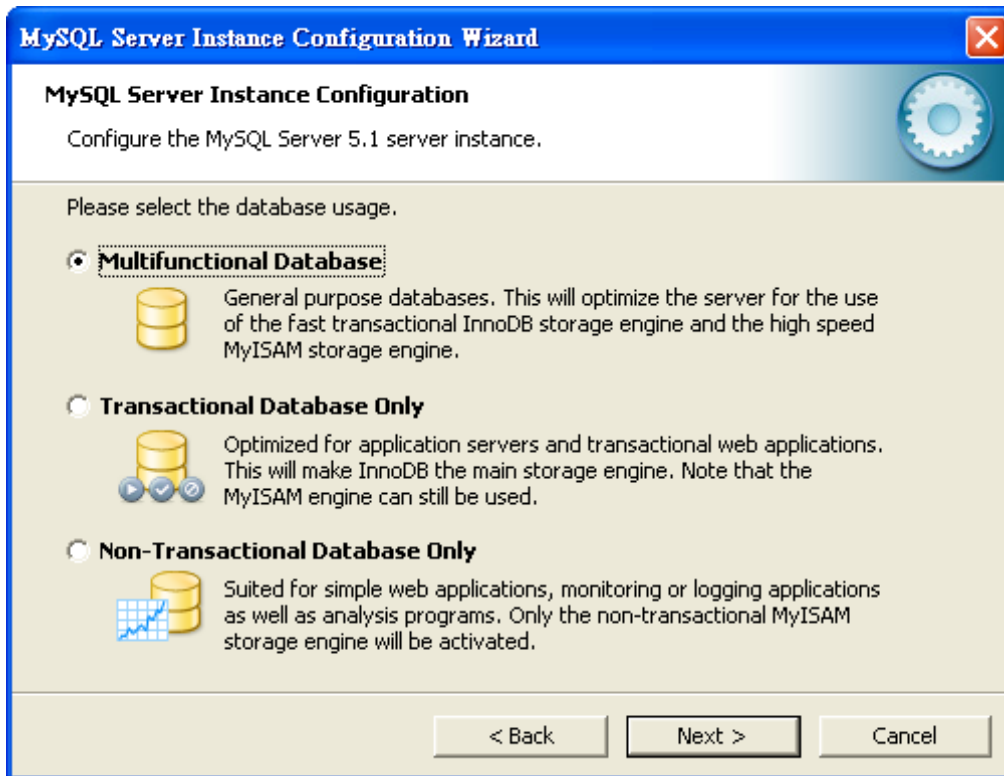 MySQL Server Instance Configuration Wizard
MySQL Server Instance Configuration
Configure the MySQL Server 5.1 server instance.
Please select the database usage.
Multifunctional Database
General purpose databases. This will optimize the server for the use
of the fast transactional InnoDB storage engine and the high speed
MyISAM storage engine.
Transactional Database Only
Optimized for application servers and transactional web applications.
This will make InnoDB the main storage engine. Note that the
MyISAM engine can still be used.
Non-Transactional Database Only
Suited for simple web applications, monitoring or logging applications
as well as analysis programs. Only the non-transactional MyISAM
storage engine will be activated.
< Back Next > Cancel